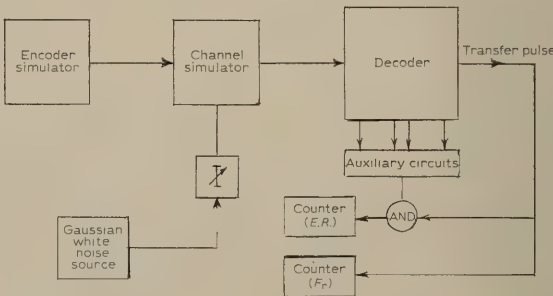 Encoder
simulator
Channel
simulator
Decoder
Transfer pulse
Auxiliary circuits
Gaussian
white
noise
source
Counter
(E.R.)
AND
Counter
(Fr)